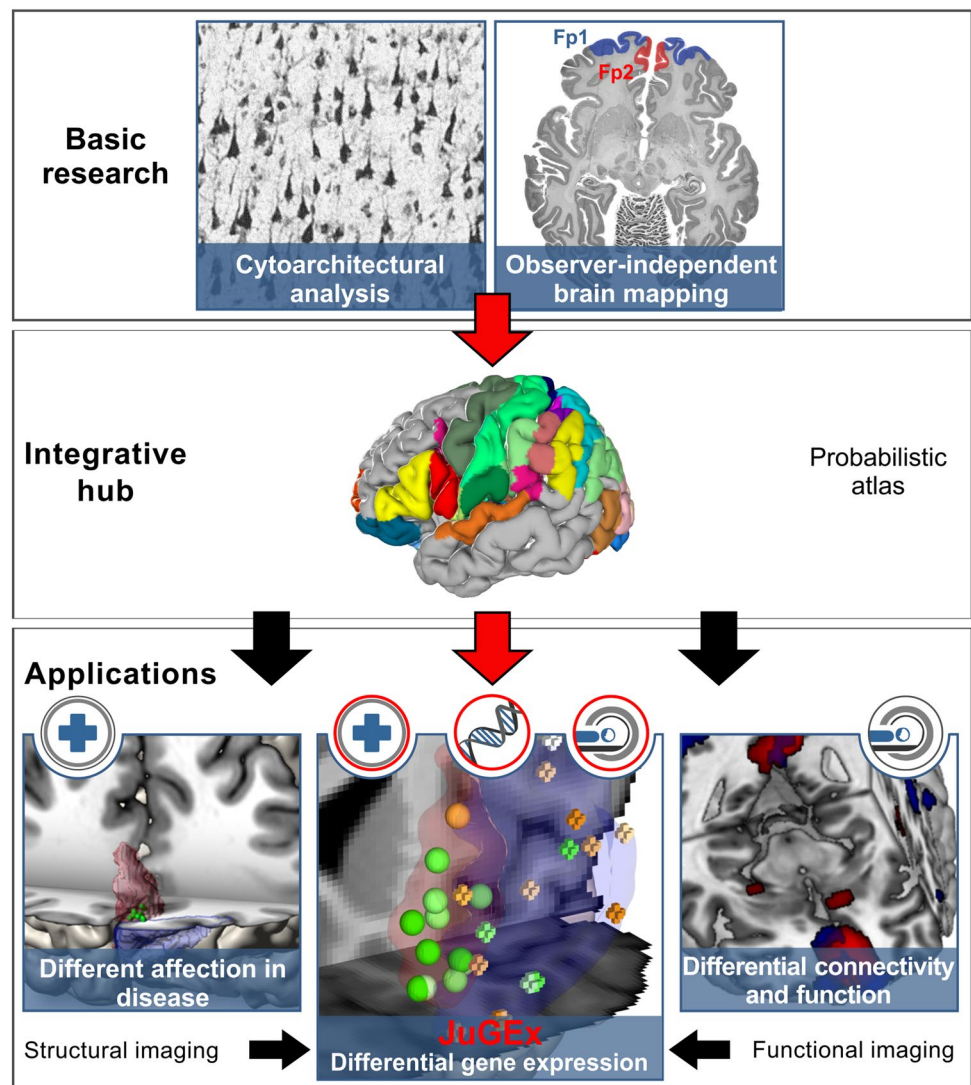 Basic
research
Fp1
Fp2
Cytoarchitectural
analysis
Observer-independent
brain mapping
Integrative
hub
Probabilistic
atlas
Applications
Different affection in
disease
JuGEx
Differential gene expression
Differential connectivity
and function
Structural imaging
Functional imaging